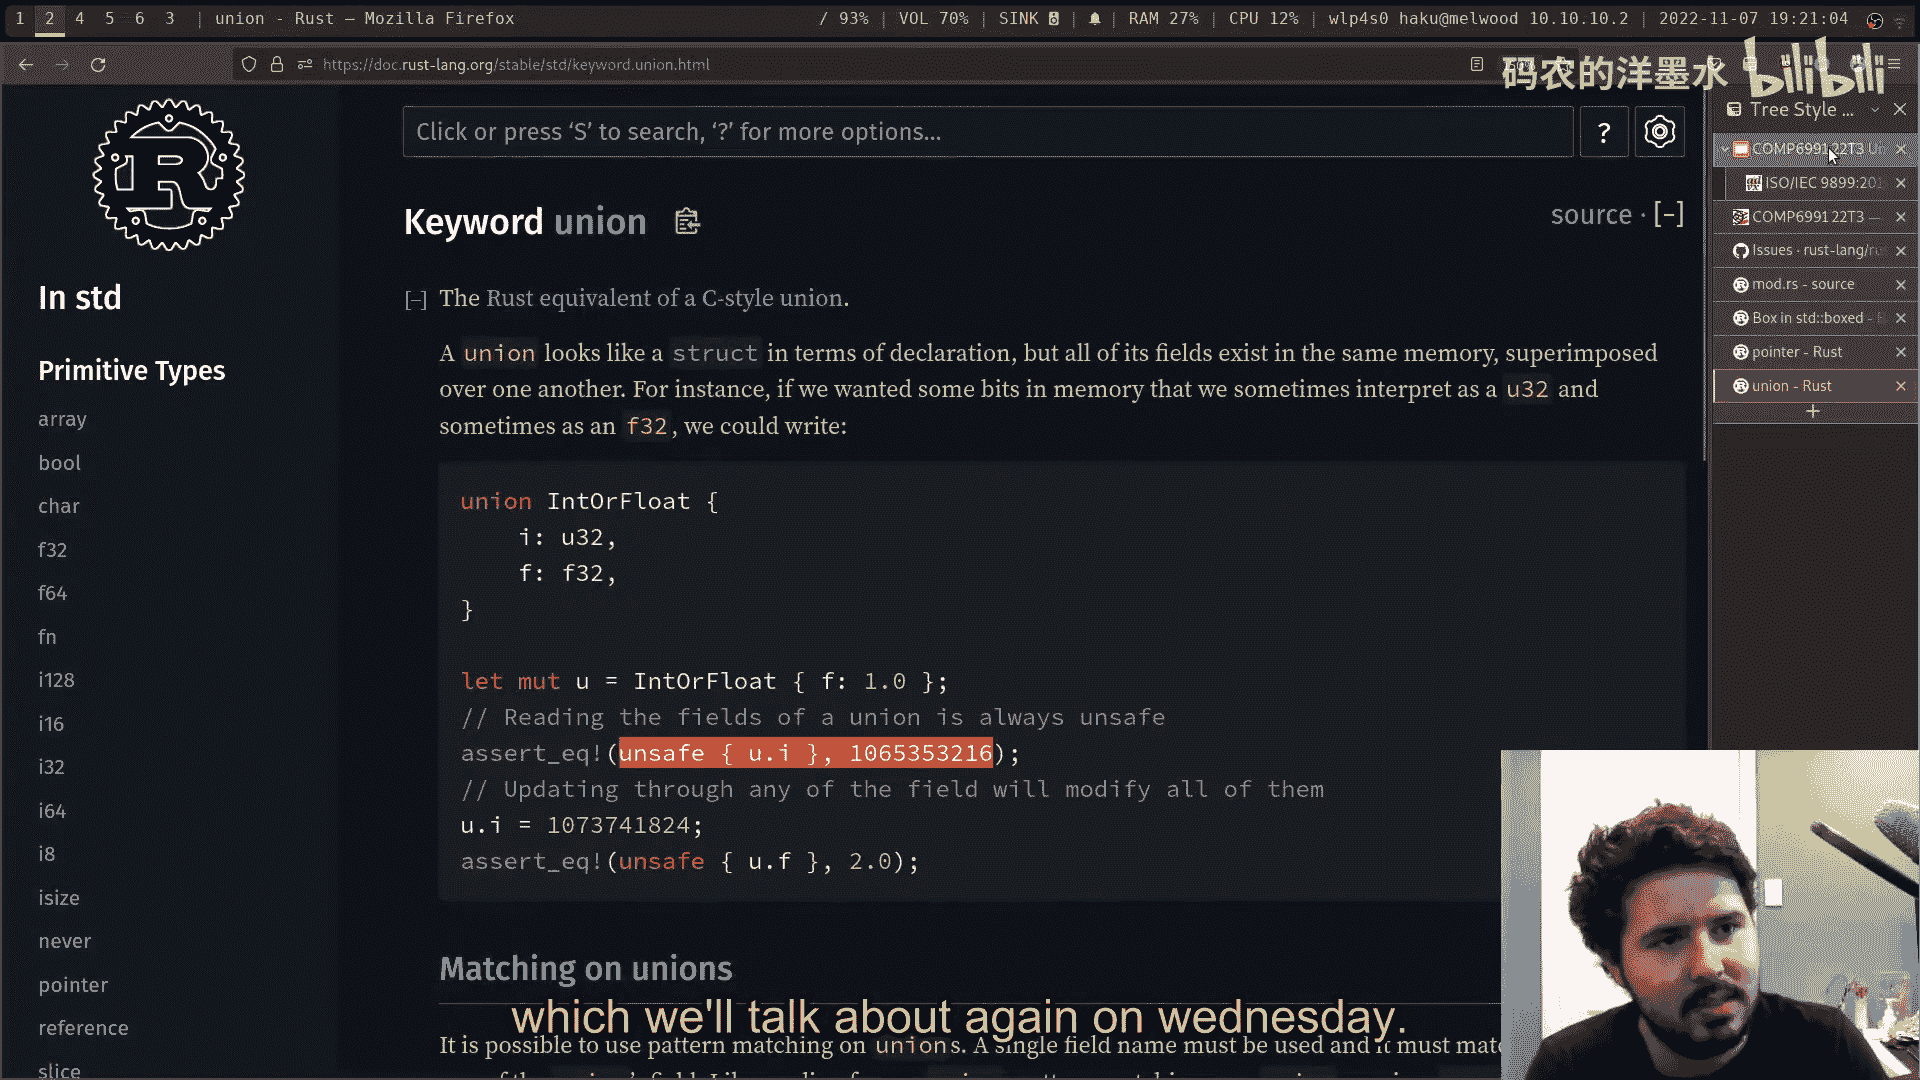 1 2 4 5 6 3 | union - Rust — Mozilla Firefox
/ 93% | VOL 70% | SINK | RAM 27% | CPU 12% | wlp4s0 haku@melwood 10.10.10.2 | 2022-11-07 19:21:04
https://doc.rust-lang.org/stable/std/keyword.union.html
码农的洋墨水 bilibili
Tree Style ...
COMP6991 22T3
ISO/IEC 9899:201
COMP6991 22T3 —
Issues · rust-lang/ru
mod.rs - source
Box in std::boxed -
pointer - Rust
union - Rust
+
In std
Primitive Types
array
bool
char
f32
f64
fn
i128
i16
i32
i64
i8
isize
never
pointer
reference
slice
Click or press ‘S’ to search, ‘?’ for more options...
?
Keyword union
source · [-]
[-] The Rust equivalent of a C-style union.
A union looks like a struct in terms of declaration, but all of its fields exist in the same memory, superimposed
over one another. For instance, if we wanted some bits in memory that we sometimes interpret as a u32 and
sometimes as an f32, we could write:
union IntOrFloat {
i: u32,
f: f32,
}
let mut u = IntOrFloat { f: 1.0 };
// Reading the fields of a union is always unsafe
assert_eq!(unsafe { u.i }, 1065353216);
// Updating through any of the field will modify all of them
u.i = 1073741824;
assert_eq!(unsafe { u.f }, 2.0);
Matching on unions
which we'll talk about again on wednesday.
It is possible to use pattern matching on unions. A single field name must be used and it must